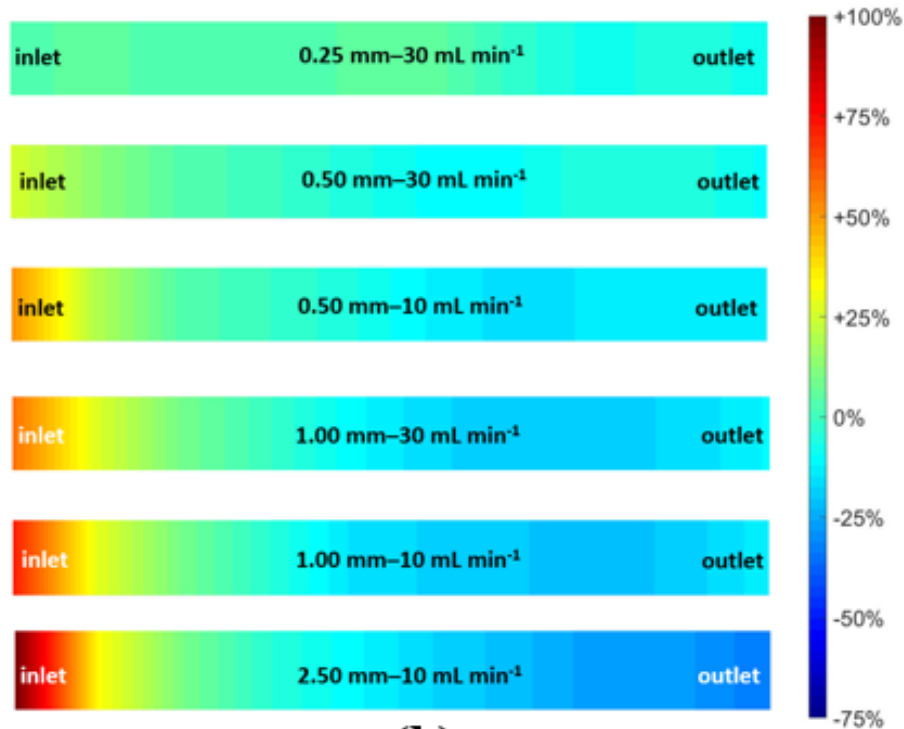 +100%
inlet 0.25 mm–30 mL min⁻¹ outlet
+75%
inlet 0.50 mm–30 mL min⁻¹ outlet
+50%
inlet 0.50 mm–10 mL min⁻¹ outlet
+25%
0%
inlet 1.00 mm–30 mL min⁻¹ outlet
-25%
inlet 1.00 mm–10 mL min⁻¹ outlet
-50%
inlet 2.50 mm–10 mL min⁻¹ outlet
-75%